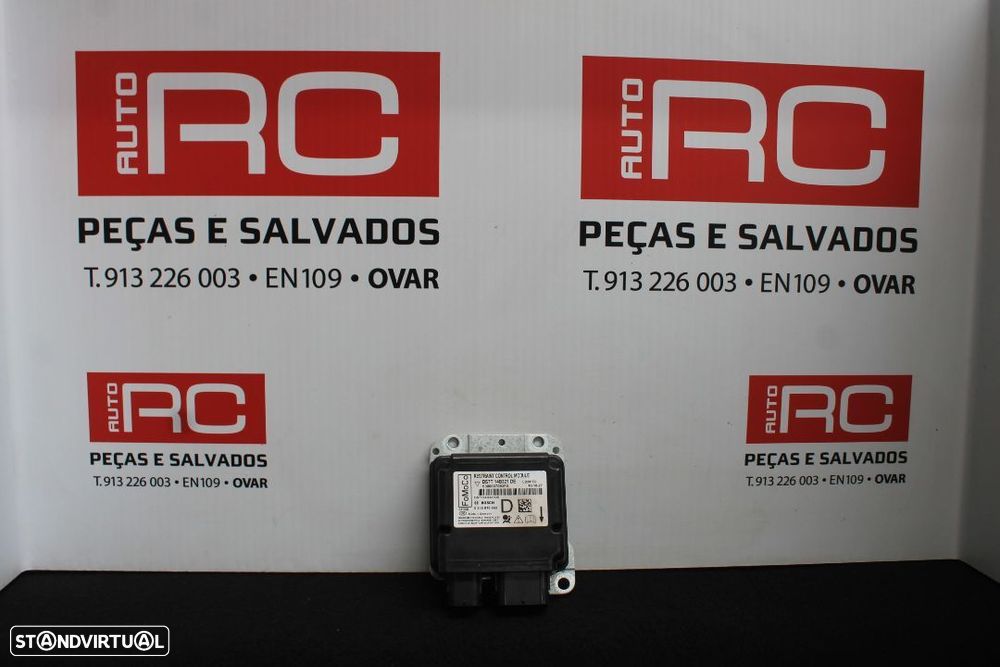 AUTO RC
PEÇAS E SALVADOS
T. 913 226 003 • EN109 • OVAR
AUTO RC
PEÇAS E SALVADOS
T. 913 226 003 • EN109 • OVAR
AUTO RC
PEÇAS E SALVADOS
T. 913 226 003 • EN109 • OVAR
AUTO RC
PEÇAS E SALVADOS
T. 913 226 003 • EN109 • OVAR
RESTRAINT CONTROL MODULE
FoMoCo
BOSCH
D
STANDVIRTUAL